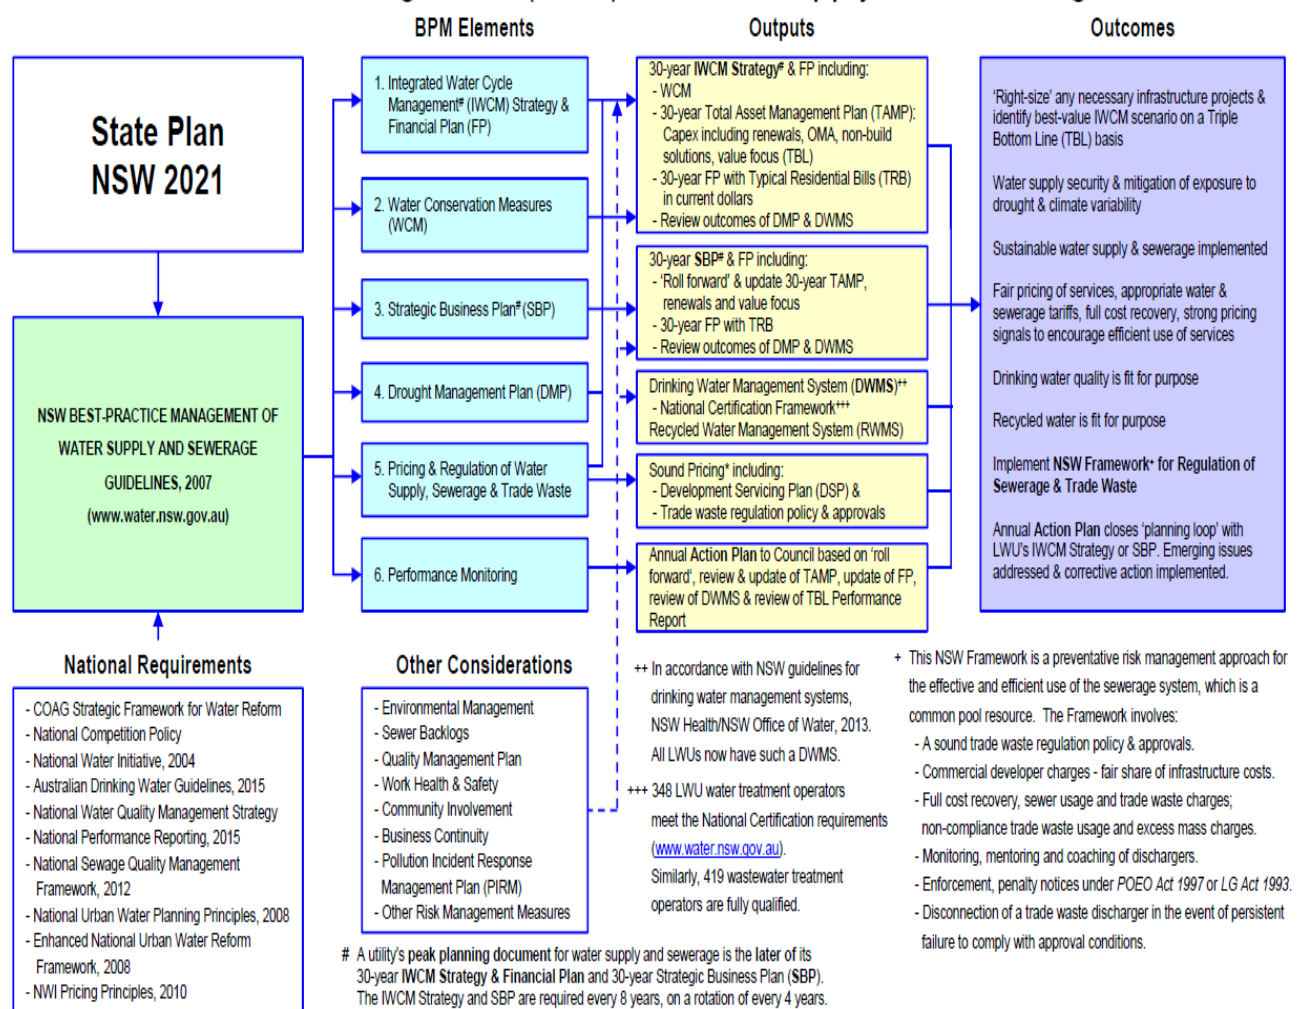 BPM Elements
Outputs
Outcomes
State Plan
NSW 2021
NSW BEST-PRACTICE MANAGEMENT OF
WATER SUPPLY AND SEWERAGE
GUIDELINES, 2007
(www.water.nsw.gov.au)
National Requirements
- COAG Strategic Framework for Water Reform
- National Competition Policy
- National Water Initiative, 2004
- Australian Drinking Water Guidelines, 2015
- National Water Quality Management Strategy
- National Performance Reporting, 2015
- National Sewage Quality Management
Framework, 2012
- National Urban Water Planning Principles, 2008
- Enhanced National Urban Water Reform
Framework, 2008
- NWI Pricing Principles, 2010
1. Integrated Water Cycle
Management# (IWCM) Strategy &
Financial Plan (FP)
2. Water Conservation Measures
(WCM)
3. Strategic Business Plan# (SBP)
4. Drought Management Plan (DMP)
5. Pricing & Regulation of Water
Supply, Sewerage & Trade Waste
6. Performance Monitoring
Other Considerations
- Environmental Management
- Sewer Backlogs
- Quality Management Plan
- Work Health & Safety
- Community Involvement
- Business Continuity
- Pollution Incident Response
Management Plan (PIRM)
- Other Risk Management Measures
30-year IWCM Strategy# & FP including:
- WCM
- 30-year Total Asset Management Plan (TAMP):
Capex including renewals, OMA, non-build
solutions, value focus (TBL)
- 30-year FP with Typical Residential Bills (TRB)
in current dollars
- Review outcomes of DMP & DWMS
30-year SBP# & FP including:
- 'Roll forward' & update 30-year TAMP,
renewals and value focus
- 30-year FP with TRB
- Review outcomes of DMP & DWMS
Drinking Water Management System (DWMS)++
- National Certification Framework+++
Recycled Water Management System (RWMS)
Sound Pricing* including:
- Development Servicing Plan (DSP) &
- Trade waste regulation policy & approvals
Annual Action Plan to Council based on 'roll
forward', review & update of TAMP, update of FP,
review of DWMS & review of TBL Performance
Report
++ In accordance with NSW guidelines for
drinking water management systems,
NSW Health/NSW Office of Water, 2013.
All LWUs now have such a DWMS.
+++ 348 LWU water treatment operators
meet the National Certification requirements
(www.water.nsw.gov.au).
Similarly, 419 wastewater treatment
operators are fully qualified.
# A utility's peak planning document for water supply and sewerage is the later of its
30-year IWCM Strategy & Financial Plan and 30-year Strategic Business Plan (SBP).
The IWCM Strategy and SBP are required every 8 years, on a rotation of every 4 years.
'Right-size' any necessary infrastructure projects &
identify best-value IWCM scenario on a Triple
Bottom Line (TBL) basis
Water supply security & mitigation of exposure to
drought & climate variability
Sustainable water supply & sewerage implemented
Fair pricing of services, appropriate water &
sewerage tariffs, full cost recovery, strong pricing
signals to encourage efficient use of services
Drinking water quality is fit for purpose
Recycled water is fit for purpose
Implement NSW Framework+ for Regulation of
Sewerage & Trade Waste
Annual Action Plan closes 'planning loop' with
LWU's IWCM Strategy or SBP. Emerging issues
addressed & corrective action implemented.
+ This NSW Framework is a preventative risk management approach for
the effective and efficient use of the sewerage system, which is a
common pool resource. The Framework involves:
- A sound trade waste regulation policy & approvals.
- Commercial developer charges - fair share of infrastructure costs.
- Full cost recovery, sewer usage and trade waste charges;
non-compliance trade waste usage and excess mass charges.
- Monitoring, mentoring and coaching of dischargers.
- Enforcement, penalty notices under POEO Act 1997 or LG Act 1993.
- Disconnection of a trade waste discharger in the event of persistent
failure to comply with approval conditions.